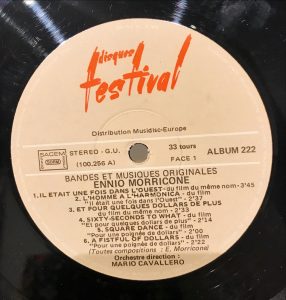 disques
festival
Distribution Musidisc-Europe
SACEM
SDRM
STEREO - G.U.
(100.256 A)
33 tours
FACE 1
ALBUM 222
BANDES ET MUSIQUES ORIGINALES
ENNIO MORRICONE
1. IL ETAIT UNE FOIS DANS L'OUEST - du film du même nom - 3'45
2. L'HOMME A L'HARMONICA - du film
"Il était une fois dans l'Ouest" - 3'37
3. ET POUR QUELQUES DOLLARS DE PLUS
du film du même nom - 2'33
4. SIXTY-SECONDS TO WHAT - du film
"Et pour quelques dollars de plus" - 2'14
5. SQUARE DANCE - du film
"Pour une poignée de dollars" - 2'00
6. A FISTFUL OF DOLLARS - du film
"Pour une poignée de dollars" - 2'22
(Toutes compositions : E. Morricone)
Orchestre direction :
MARIO CAVALLERO